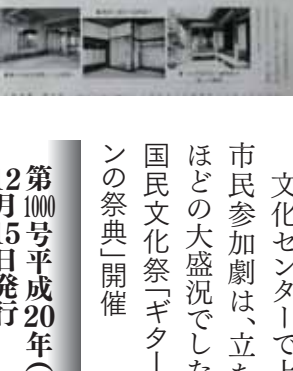 文化センターで上
市民参加劇は、立ち
ほどの大盛況でした
国民文化祭「ギター
ンの祭典」開催
第1000号平成20年(
12月15日発行